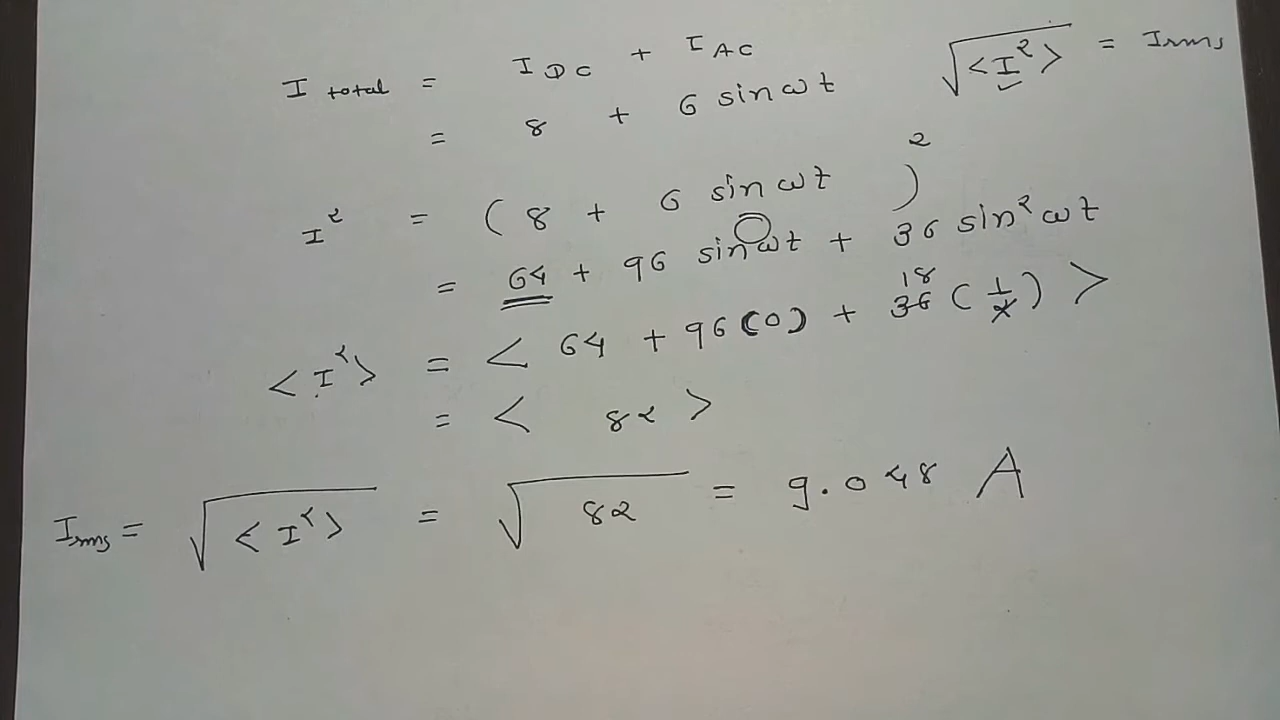 I total = I DC + I AC
√<I²> = Irms
= 8 + 6 sin ωt
I² = ( 8 + 6 sin ωt )²
= 64 + 96 sin ωt + 36 sin² ωt
<I²> = < 64 + 96(0) + 36 18 (1/2) >
= < 82 >
Irms = √<I²> = √82 = 9.048 A